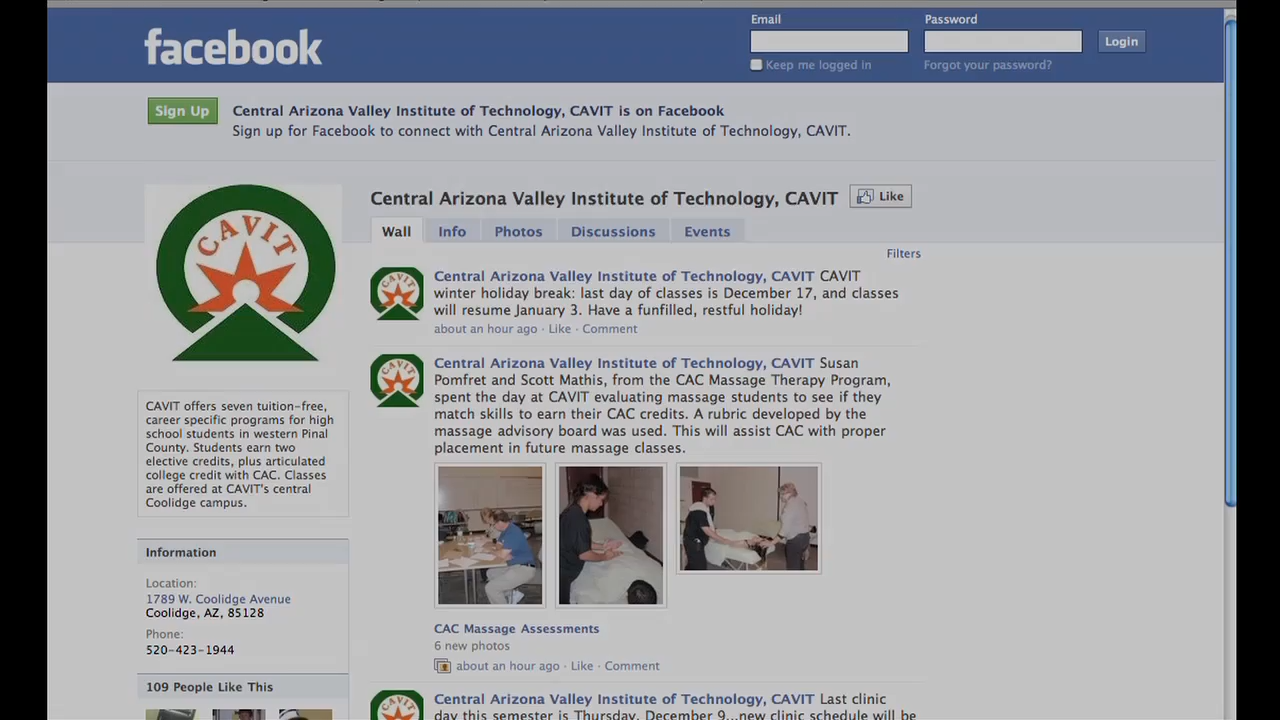 Email
Password
facebook
Login
Keep me logged in
Forgot your password?
Sign Up
Central Arizona Valley Institute of Technology, CAVIT is on Facebook
Sign up for Facebook to connect with Central Arizona Valley Institute of Technology, CAVIT.
CAVIT
Central Arizona Valley Institute of Technology, CAVIT
Like
Wall
Info
Photos
Discussions
Events
Filters
CAVIT
Central Arizona Valley Institute of Technology, CAVIT CAVIT
winter holiday break: last day of classes is December 17, and classes
will resume January 3. Have a funfilled, restful holiday!
about an hour ago · Like · Comment
CAVIT
Central Arizona Valley Institute of Technology, CAVIT Susan
Pomfret and Scott Mathis, from the CAC Massage Therapy Program,
spent the day at CAVIT evaluating massage students to see if they
match skills to earn their CAC credits. A rubric developed by the
massage advisory board was used. This will assist CAC with proper
placement in future massage classes.
CAC Massage Assessments
6 new photos
about an hour ago · Like · Comment
CAVIT
Central Arizona Valley Institute of Technology, CAVIT Last clinic
day this semester is Thursday, December 9...new clinic schedule will be
CAVIT offers seven tuition-free,
career specific programs for high
school students in western Pinal
County. Students earn two
elective credits, plus articulated
college credit with CAC. Classes
are offered at CAVIT's central
Coolidge campus.
Information
Location:
1789 W. Coolidge Avenue
Coolidge, AZ, 85128
Phone:
520-423-1944
109 People Like This